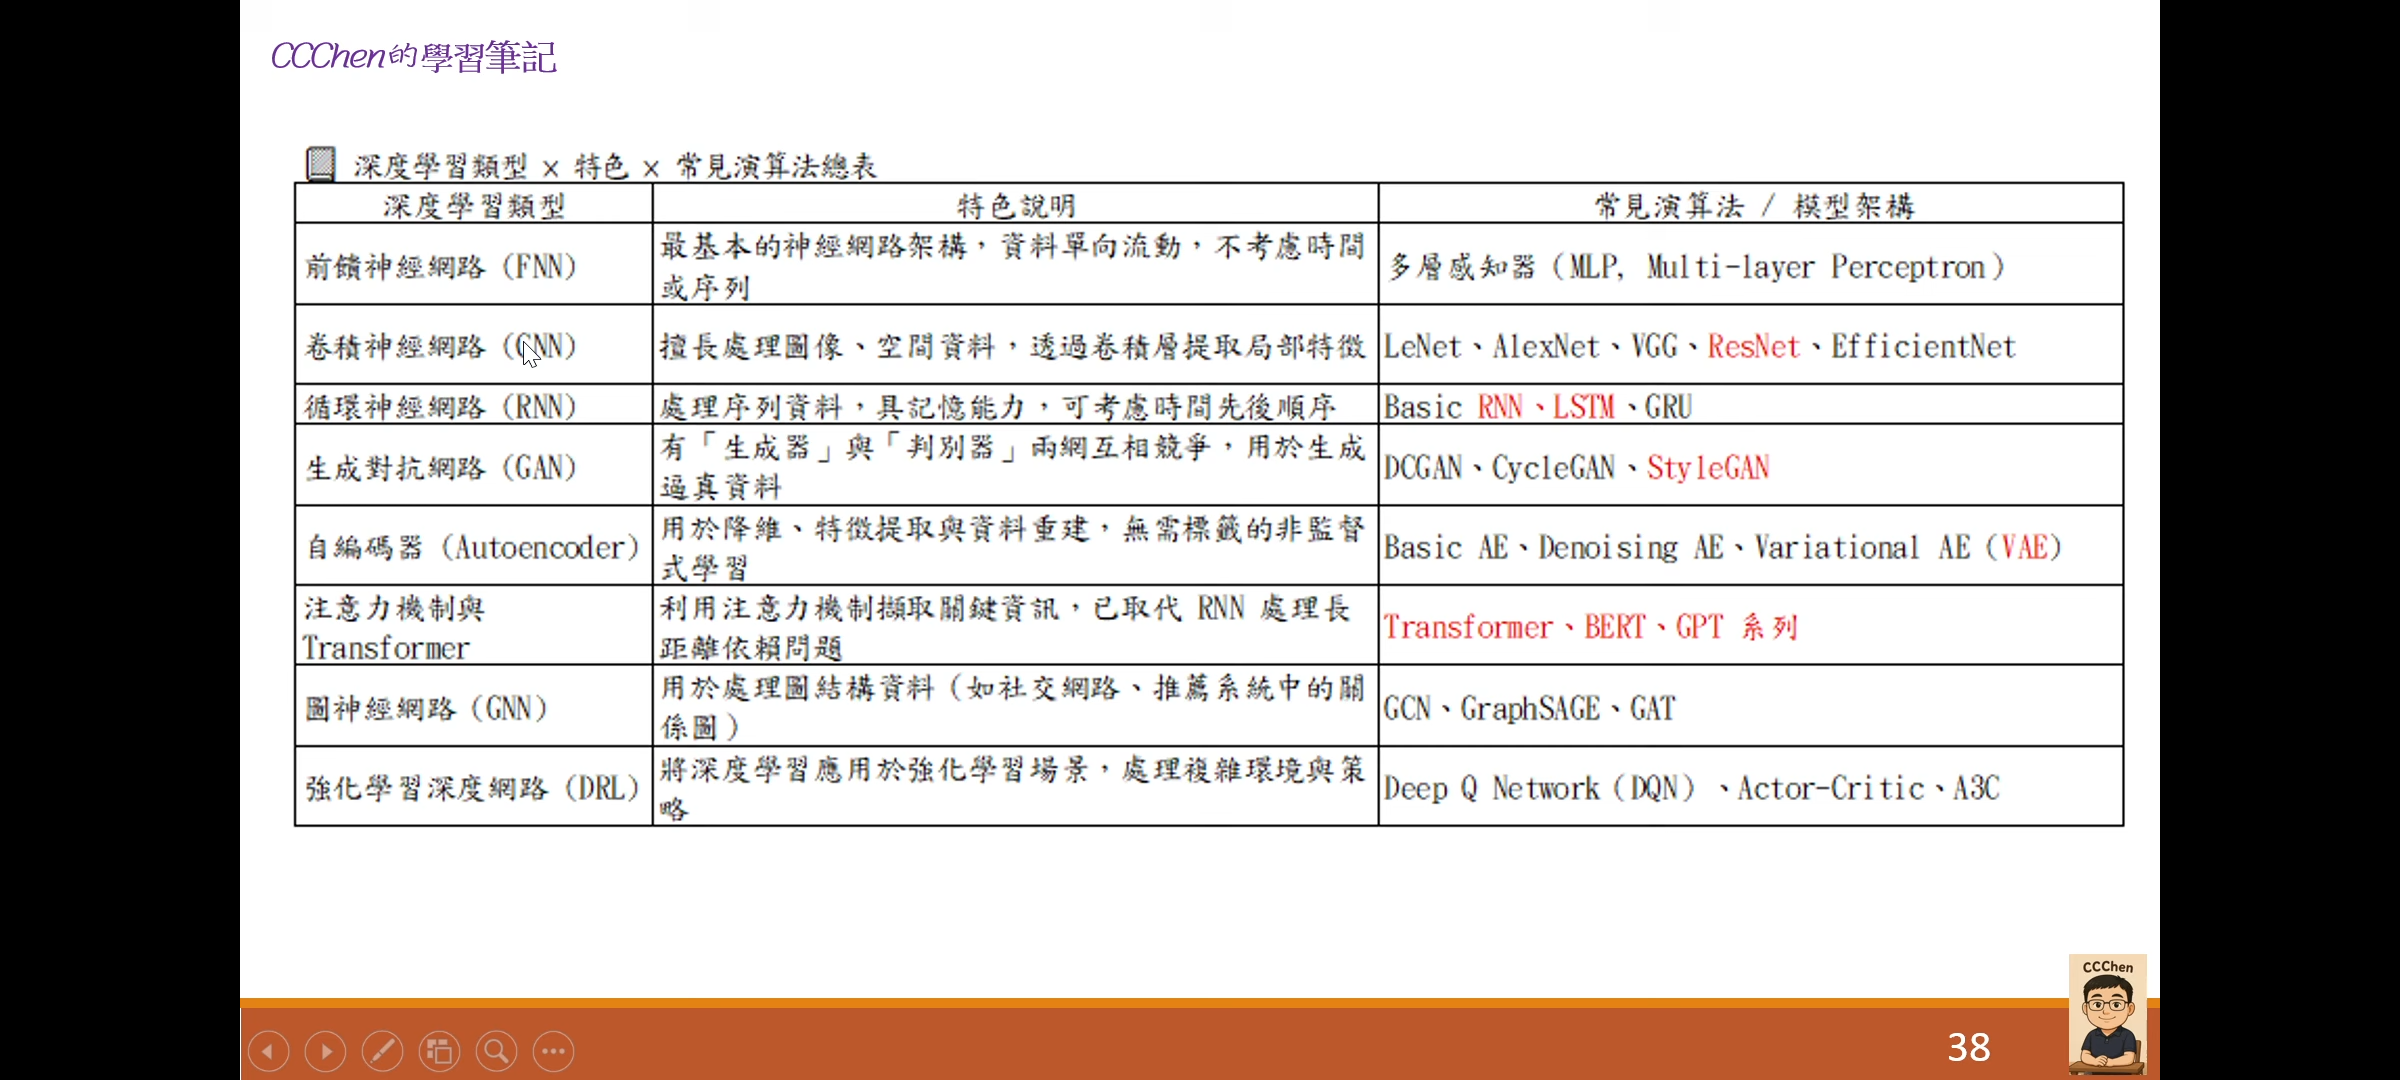 CCChen的學習筆記
深度學習類型 × 特色 × 常見演算法總表
深度學習類型 特色說明 常見演算法 / 模型架構
前饋神經網路 (FNN) 最基本的神經網路架構，資料單向流動，不考慮時間
或序列
多層感知器 (MLP, Multi-layer Perceptron)
卷積神經網路 (CNN) 擅長處理圖像、空間資料，透過卷積層提取局部特徵 LeNet、AlexNet、VGG、ResNet、EfficientNet
循環神經網路 (RNN) 處理序列資料，具記憶能力，可考慮時間先後順序 Basic RNN、LSTM、GRU
生成對抗網路 (GAN) 有「生成器」與「判別器」兩網互相競爭，用於生成
逼真資料
DCGAN、CycleGAN、StyleGAN
自編碼器 (Autoencoder) 用於降維、特徵提取與資料重建，無需標籤的非監督
式學習
Basic AE、Denoising AE、Variational AE (VAE)
注意力機制與
Transformer
利用注意力機制擷取關鍵資訊，已取代 RNN 處理長
距離依賴問題
Transformer、BERT、GPT 系列
圖神經網路 (GNN) 用於處理圖結構資料 (如社交網路、推薦系統中的關
係圖)
GCN、GraphSAGE、GAT
強化學習深度網路 (DRL) 將深度學習應用於強化學習場景，處理複雜環境與策
略
Deep Q Network (DQN) 、Actor-Critic、A3C
CCChen
38